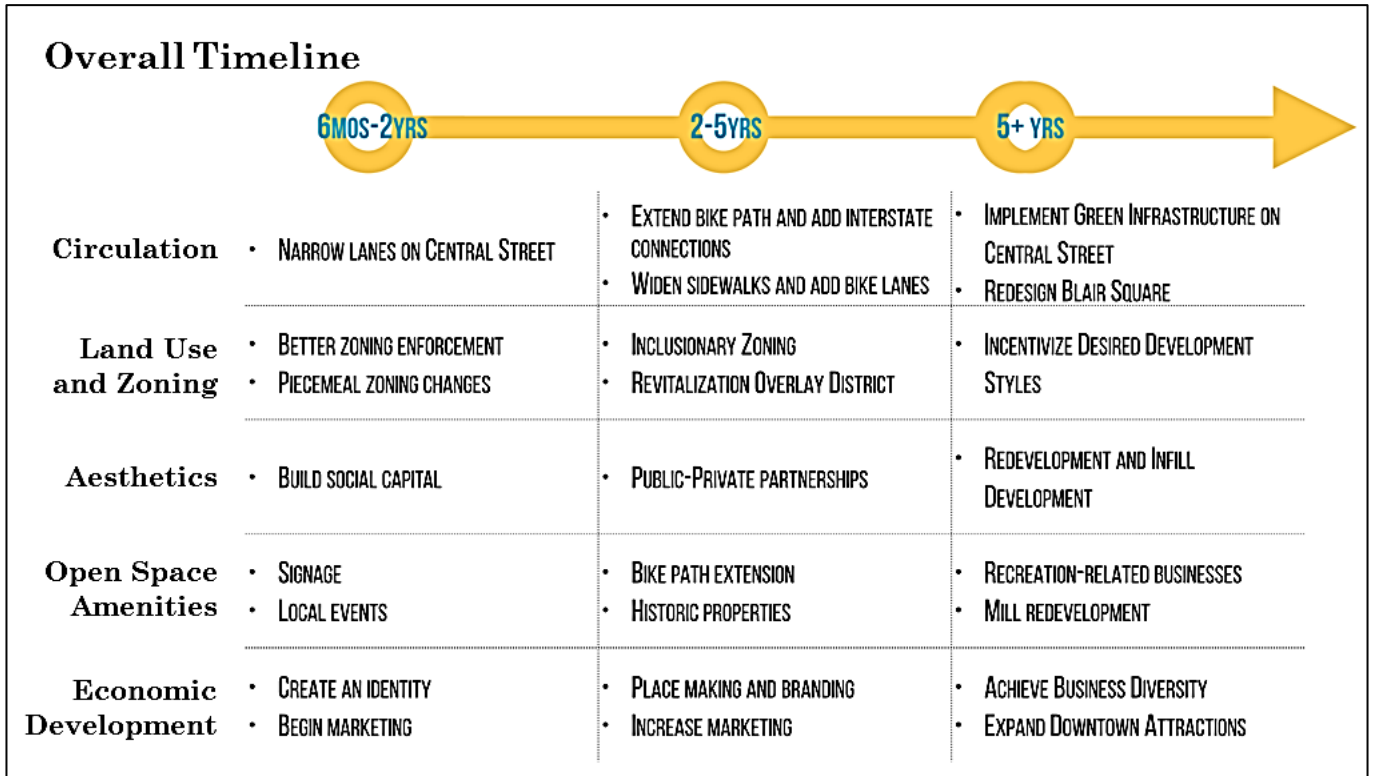 Overall Timeline
6MOS-2YRS
2-5YRS
5+ YRS
Circulation
• NARROW LANES ON CENTRAL STREET
• EXTEND BIKE PATH AND ADD INTERSTATE
CONNECTIONS
• WIDEN SIDEWALKS AND ADD BIKE LANES
• IMPLEMENT GREEN INFRASTRUCTURE ON
CENTRAL STREET
• REDESIGN BLAIR SQUARE
Land Use
and Zoning
• BETTER ZONING ENFORCEMENT
• PIECEMEAL ZONING CHANGES
• INCLUSIONARY ZONING
• REVITALIZATION OVERLAY DISTRICT
• INCENTIVIZE DESIRED DEVELOPMENT
STYLES
Aesthetics
• BUILD SOCIAL CAPITAL
• PUBLIC-PRIVATE PARTNERSHIPS
• REDEVELOPMENT AND INFILL
DEVELOPMENT
Open Space
Amenities
• SIGNAGE
• LOCAL EVENTS
• BIKE PATH EXTENSION
• HISTORIC PROPERTIES
• RECREATION-RELATED BUSINESSES
• MILL REDEVELOPMENT
Economic
Development
• CREATE AN IDENTITY
• BEGIN MARKETING
• PLACE MAKING AND BRANDING
• INCREASE MARKETING
• ACHIEVE BUSINESS DIVERSITY
• EXPAND DOWNTOWN ATTRACTIONS